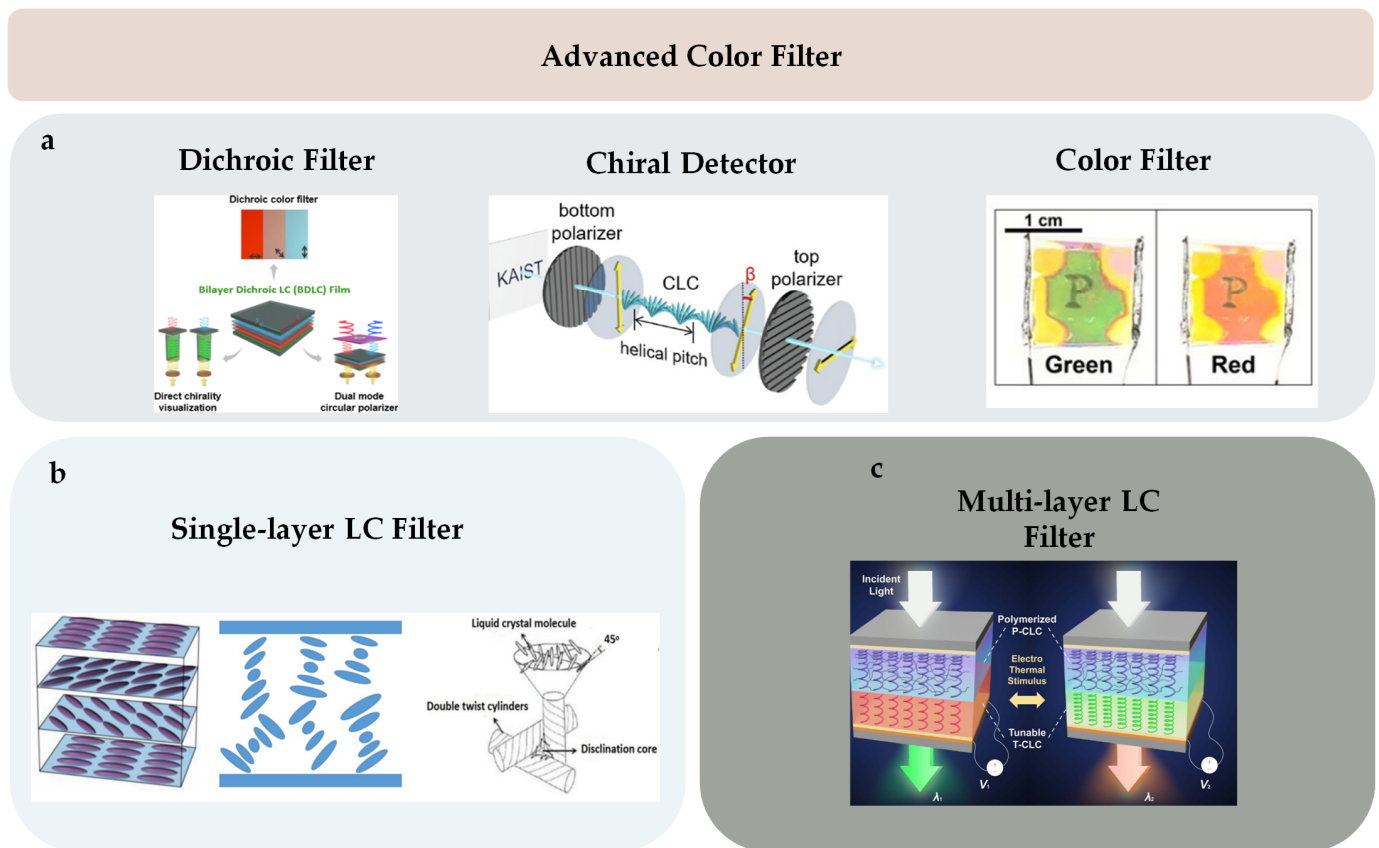 Advanced Color Filter
a
Dichroic Filter
Dichroic color filter
Bilayer Dichroic LC (BDLC) Film
Direct chirality
visualization
Dual mode
circular polarizer
Chiral Detector
bottom
polarizer
KAIST
CLC
helical pitch
β
top
polarizer
Color Filter
1 cm
P
Green
P
Red
b
Single-layer LC Filter
Liquid crystal molecule
45°
Double twist cylinders
Disclination core
c
Multi-layer LC
Filter
Incident
Light
Polymerized
P-CLC
Electro
Thermal
Stimulus
Tunable
T-CLC
V₁
λ₁
V₂
λ₂